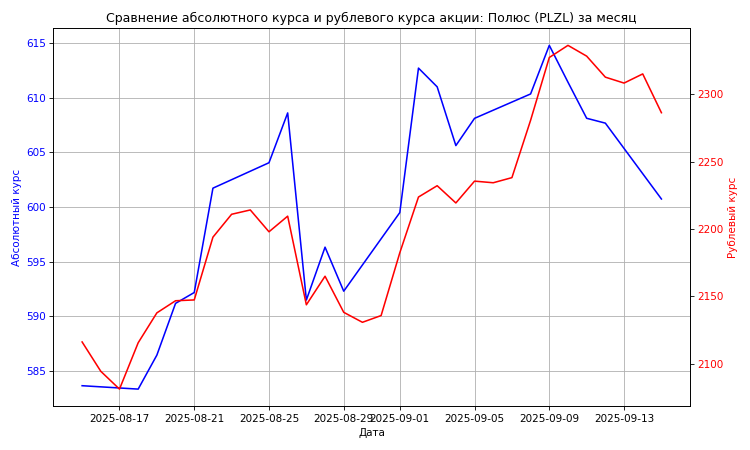 Сравнение абсолютного курса и рублевого курса акции: Полюс (PLZL) за месяц
Абсолютный курс
615
610
605
600
595
590
585
2300
2250
2200
2150
2100
Рублевый курс
2025-08-17 2025-08-21 2025-08-25 2025-08-29 2025-09-01 2025-09-05 2025-09-09 2025-09-13
Дата